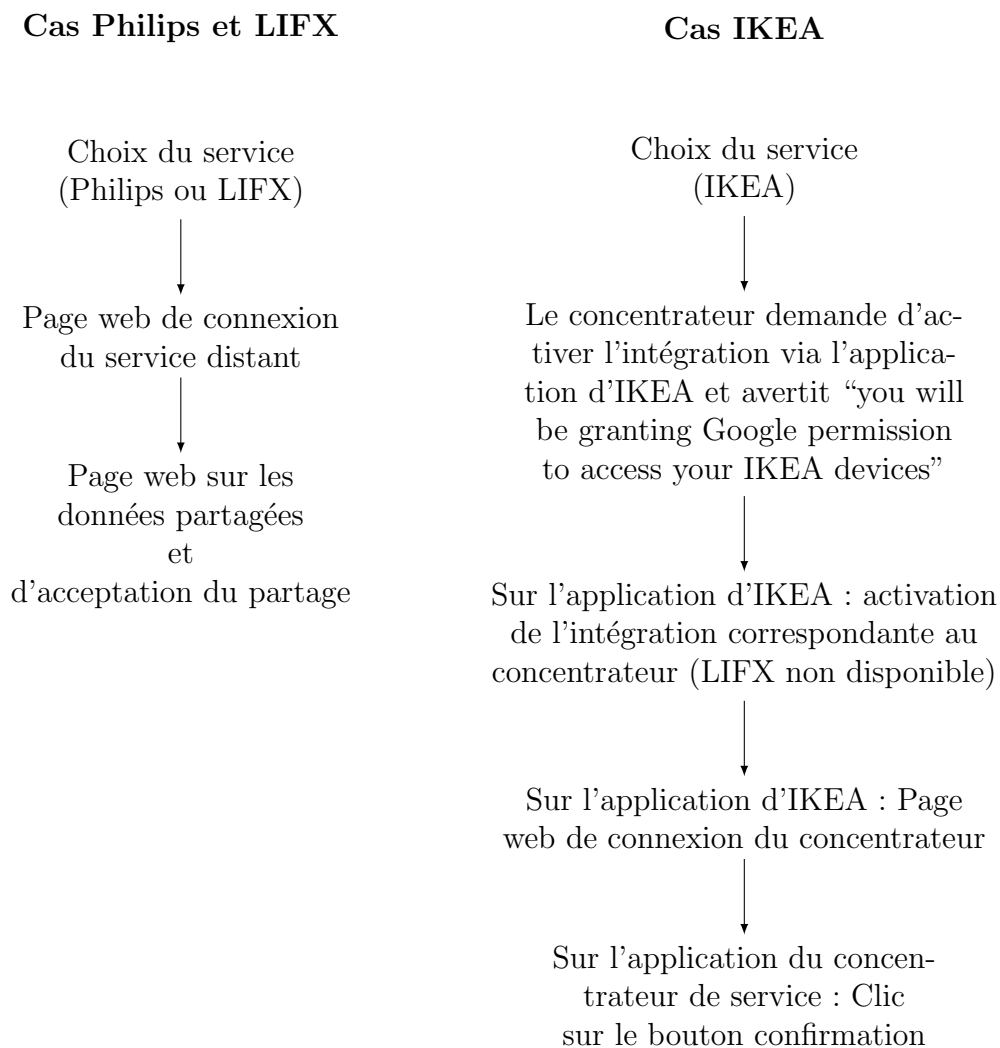 Cas Philips et LIFX
Choix du service
(Philips ou LIFX)
Page web de connexion
du service distant
Page web sur les
données partagées
et
d'acceptation du partage
Cas IKEA
Choix du service
(IKEA)
Le concentrateur demande d'ac-
tiver l'intégration via l'applica-
tion d'IKEA et avertit “you will
be granting Google permission
to access your IKEA devices”
Sur l'application d'IKEA : activation
de l'intégration correspondante au
concentrateur (LIFX non disponible)
Sur l'application d'IKEA : Page
web de connexion du concentrateur
Sur l'application du concen-
trateur de service : Clic
sur le bouton confirmation